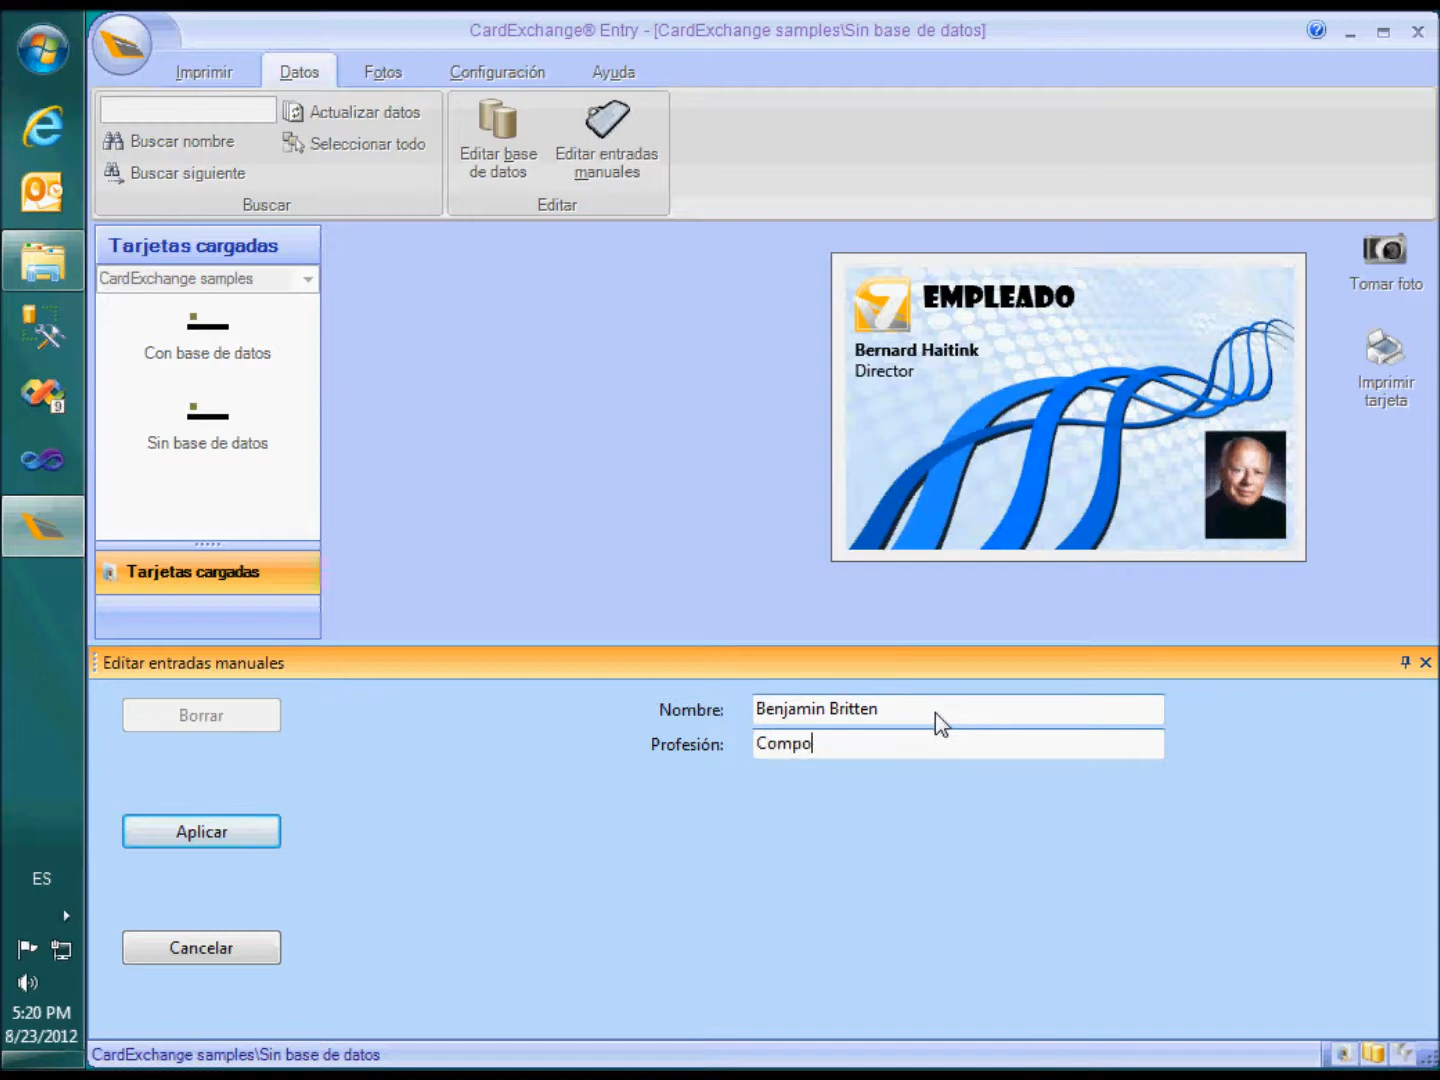 CardExchange® Entry - [CardExchange samples\Sin base de datos]
Imprimir
Datos
Fotos
Configuración
Ayuda
Actualizar datos
Buscar nombre
Seleccionar todo
Buscar siguiente
Buscar
Editar base
de datos
Editar entradas
manuales
Editar
Tarjetas cargadas
CardExchange samples
Con base de datos
Sin base de datos
Tarjetas cargadas
7 EMPLEADO
Bernard Haitink
Director
Tomar foto
Imprimir
tarjeta
Editar entradas manuales
Borrar
Nombre: Benjamin Britten
Profesión: Compo
Aplicar
Cancelar
9
ES
5:20 PM
8/23/2012
CardExchange samples\Sin base de datos